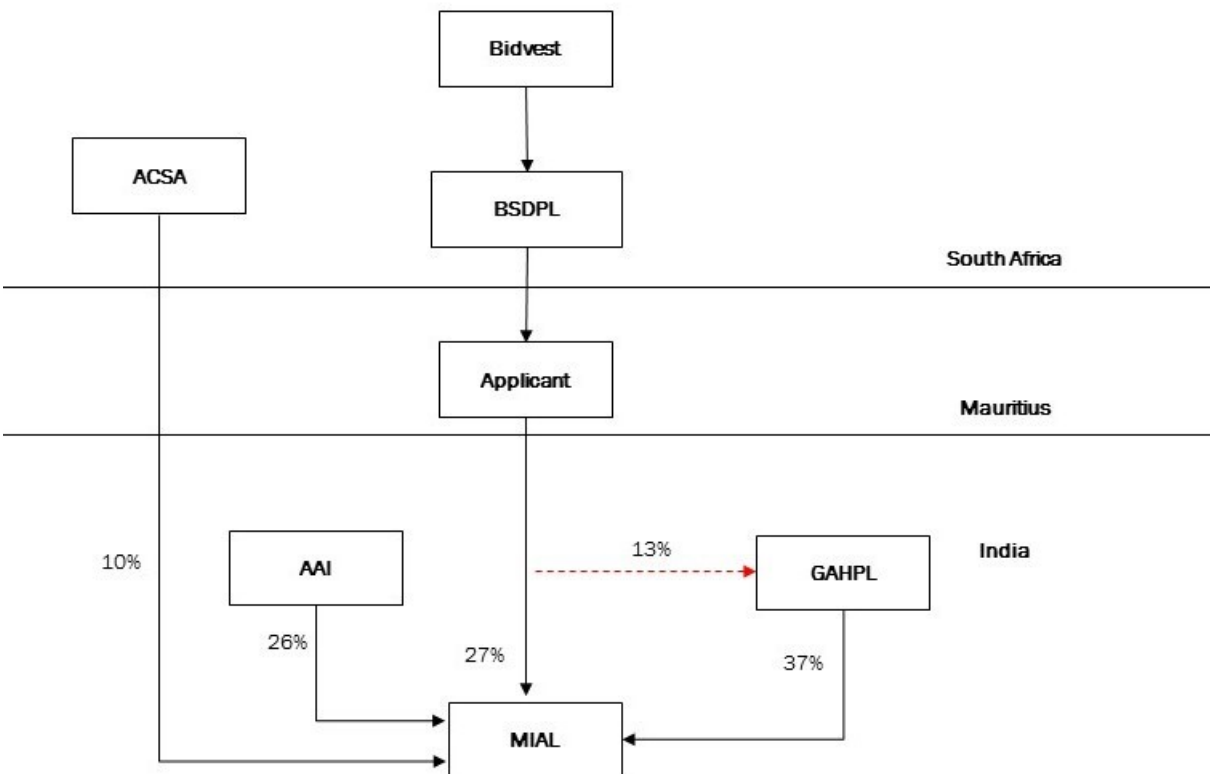 Bidvest
ACSA
BSDPL
South Africa
Applicant
Mauritius
10%
AAI
13%
GAHPL
India
26%
27%
37%
MIAL